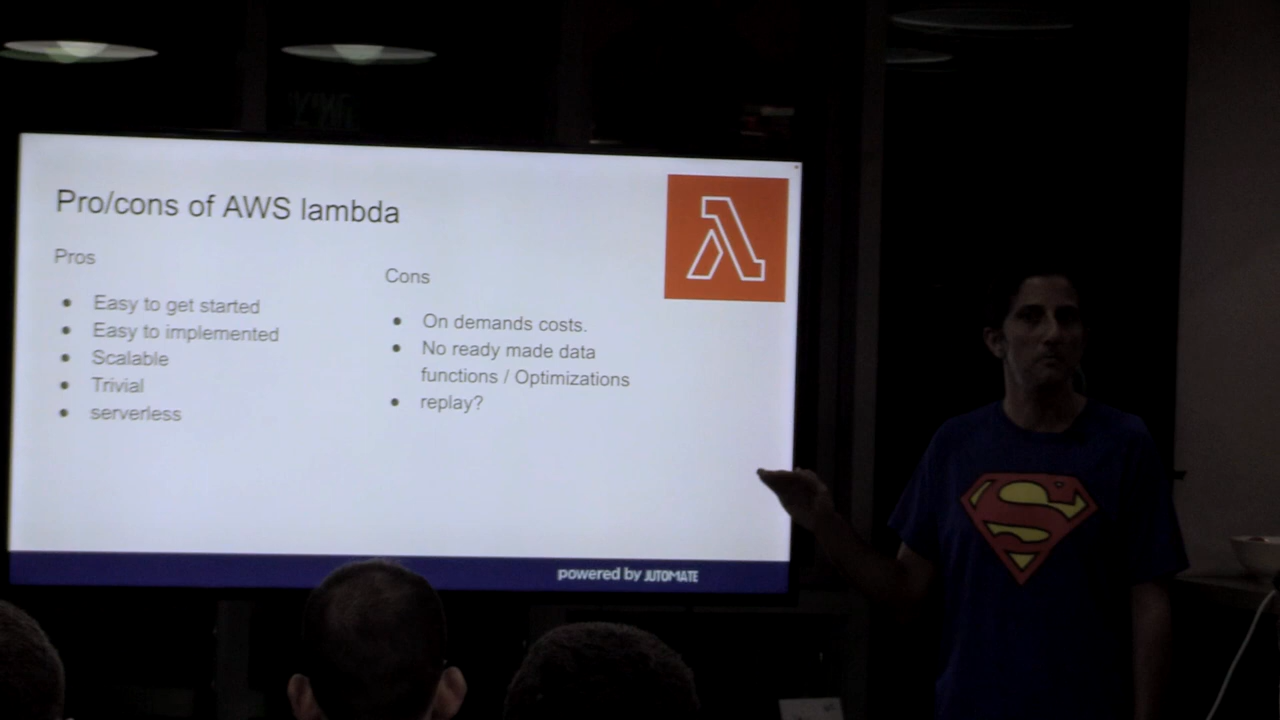 Pro/cons of AWS lambda
Pros
• Easy to get started
• Easy to implemented
• Scalable
• Trivial
• serverless
Cons
• On demands costs.
• No ready made data
functions / Optimizations
• replay?
powered by JUTOMATE
S